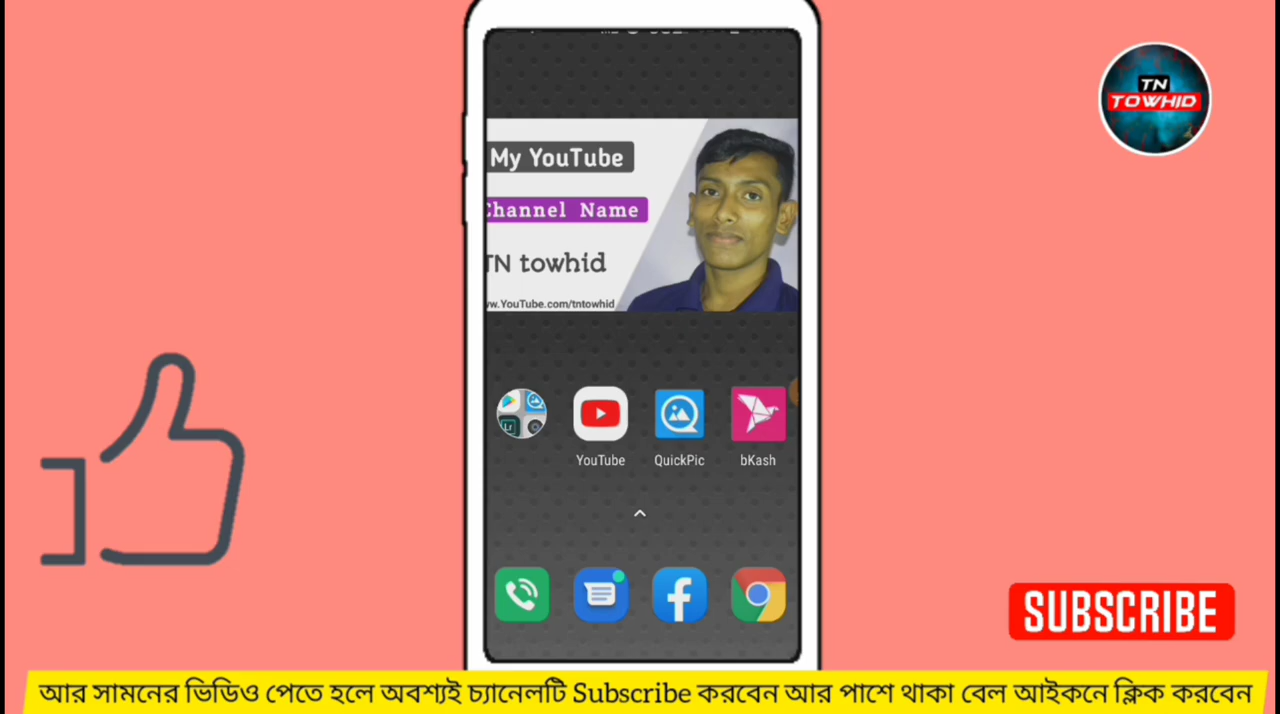 TN
TOWHID
My YouTube
Channel Name
TN towhid
w.YouTube.com/tntowhid
Lr
YouTube
QuickPic
bKash
SUBSCRIBE
আর সামনের ভিডিও পেতে হলে অবশ্যই চ্যানেলটি Subscribe করবেন আর পাশে থাকা বেল আইকনে ক্লিক করবেন